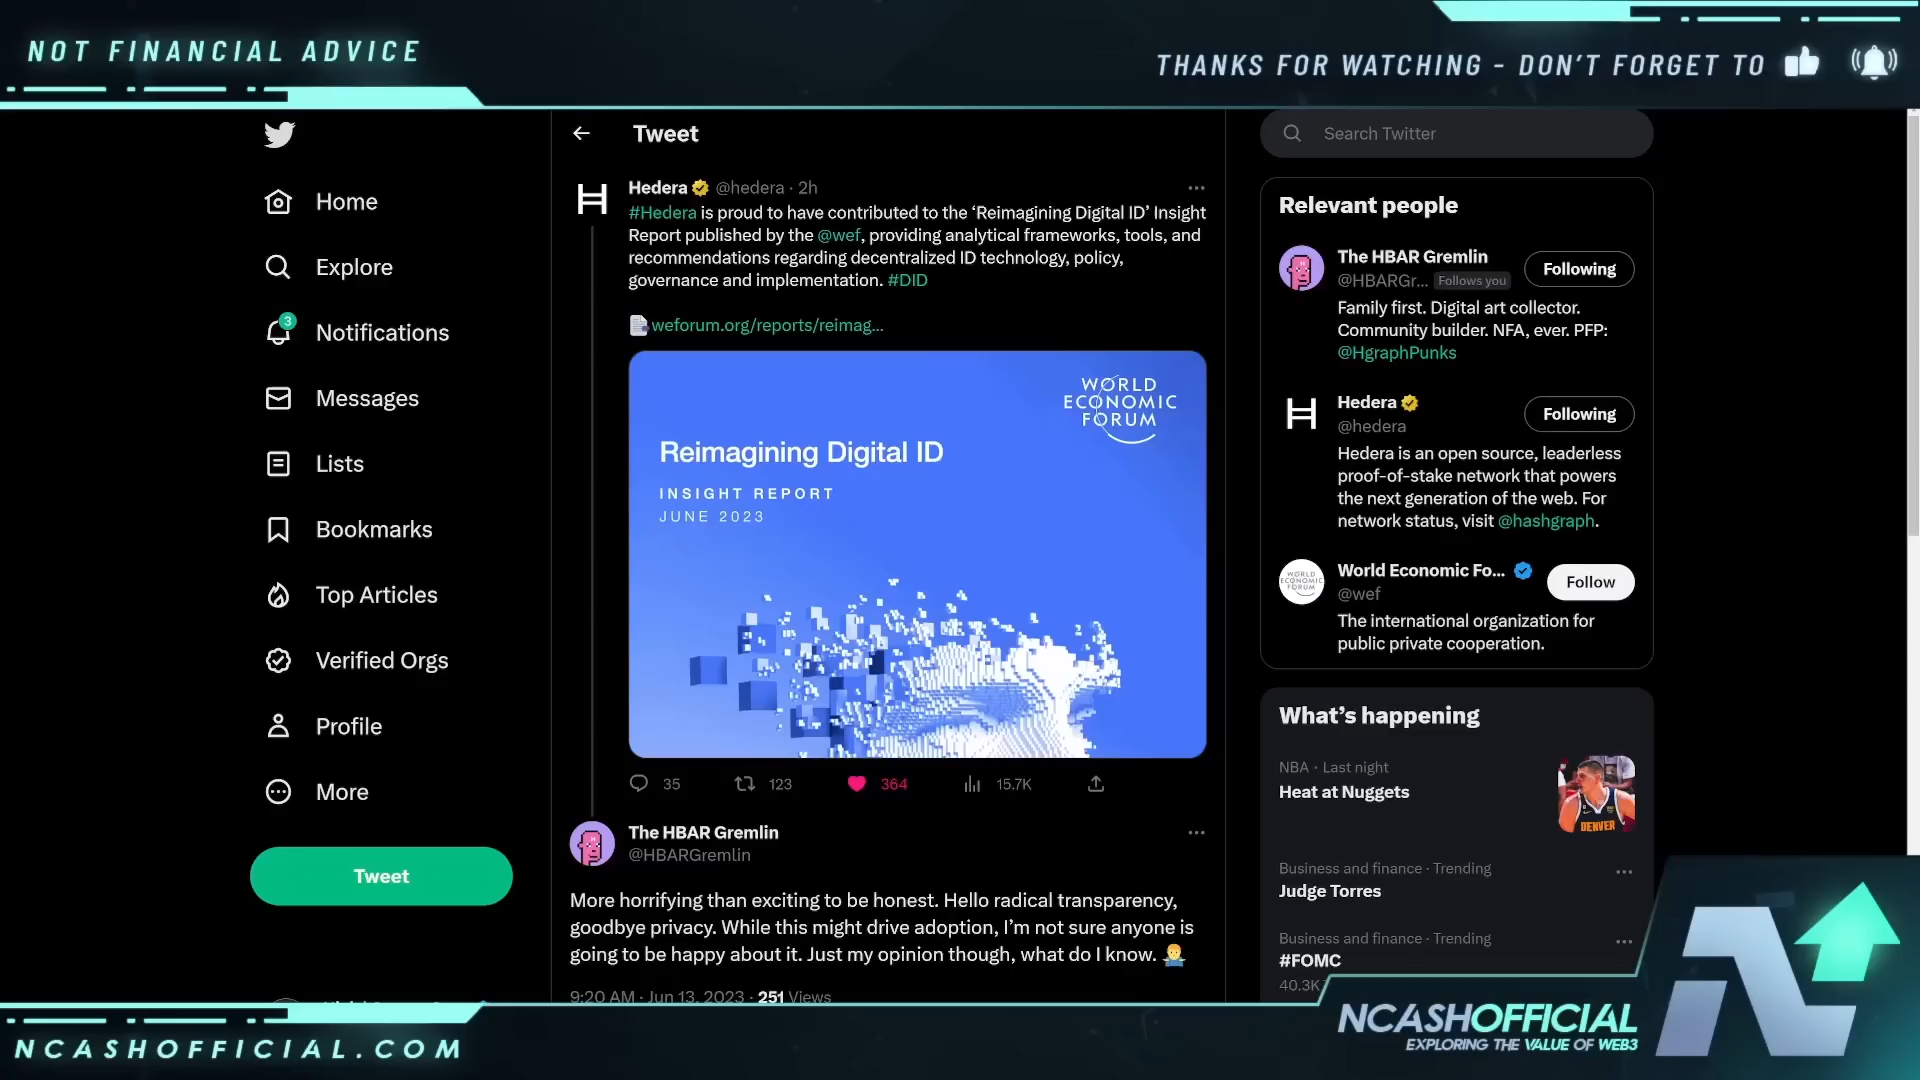 NOT FINANCIAL ADVICE
THANKS FOR WATCHING - DON'T FORGET TO
Home
Explore
3
Notifications
Messages
Lists
Bookmarks
Top Articles
Verified Orgs
Profile
More
Tweet
Tweet
Hedera @hedera · 2h
#Hedera is proud to have contributed to the ‘Reimagining Digital ID’ Insight
Report published by the @wef, providing analytical frameworks, tools, and
recommendations regarding decentralized ID technology, policy,
governance and implementation. #DID
weforum.org/reports/reimag...
WORLD
ECONOMIC
FORUM
Reimagining Digital ID
INSIGHT REPORT
JUNE 2023
35 123 364 15.7K
The HBAR Gremlin
@HBARGremlin
More horrifying than exciting to be honest. Hello radical transparency,
goodbye privacy. While this might drive adoption, I’m not sure anyone is
going to be happy about it. Just my opinion though, what do I know.
9:20 AM · Jun 13, 2023 · 251 Views
Search Twitter
Relevant people
The HBAR Gremlin
@HBARGr... Follows you
Following
Family first. Digital art collector.
Community builder. NFA, ever. PFP:
@HgraphPunks
Hedera
@hedera
Following
Hedera is an open source, leaderless
proof-of-stake network that powers
the next generation of the web. For
network status, visit @hashgraph.
WORLD
ECONOMIC
FORUM
World Economic Fo...
@wef
Follow
The international organization for
public private cooperation.
What’s happening
NBA · Last night
Heat at Nuggets
DENVER
Business and finance · Trending
Judge Torres
Business and finance · Trending
#FOMC
40.3K
NCASHOFFICIAL.COM
NCASHOFFICIAL
EXPLORING THE VALUE OF WEB3